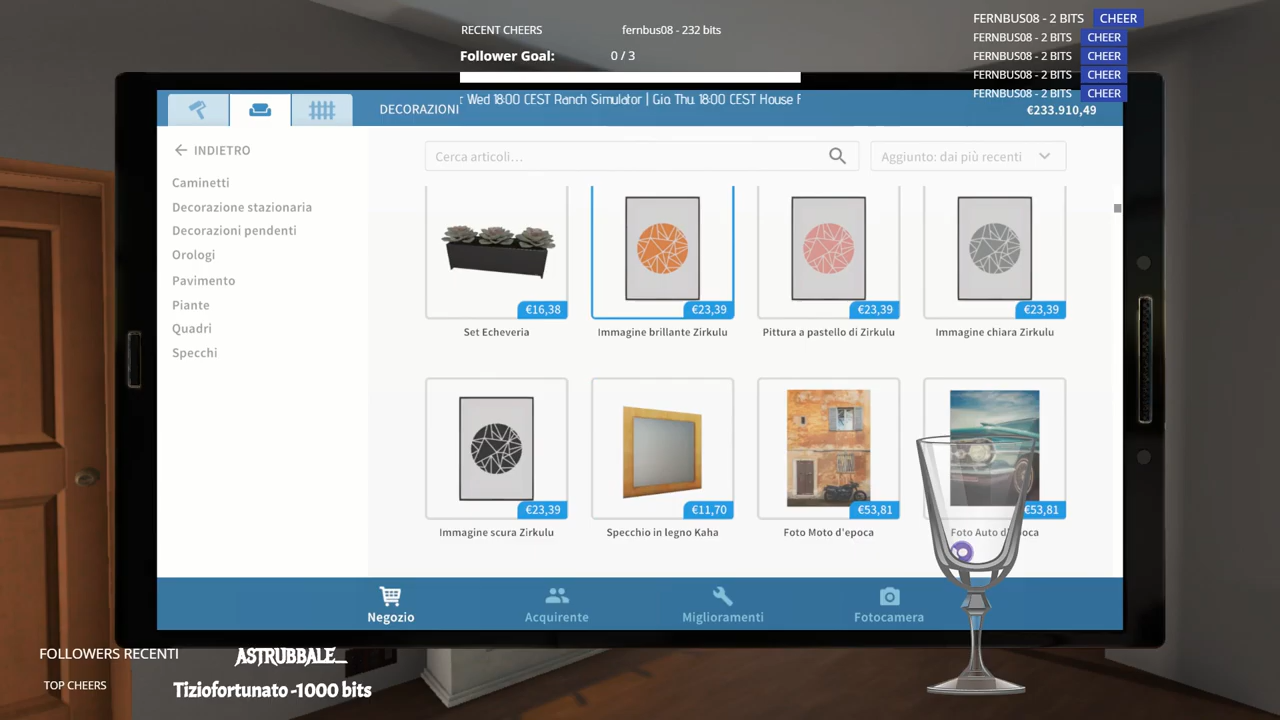 RECENT CHEERS
fernbus08 - 232 bits
Follower Goal:
0 / 3
FERNBUS08 - 2 BITS CHEER
FERNBUS08 - 2 BITS CHEER
FERNBUS08 - 2 BITS CHEER
FERNBUS08 - 2 BITS CHEER
FERNBUS08 - 2 BITS CHEER
Wed 18:00 CEST Ranch Simulator | Gio. Thu. 18:00 CEST House
DECORAZIONI
€233.910,49
INDIETRO
Cerca articoli...
Aggiunto: dai più recenti
Caminetti
Decorazione stazionaria
Decorazioni pendenti
Orologi
Pavimento
Piante
Quadri
Specchi
€16,38
€23,39
€23,39
€23,39
Set Echeveria
Immagine brillante Zirkulu
Pittura a pastello di Zirkulu
Immagine chiara Zirkulu
€23,39
€11,70
€53,81
€53,81
Immagine scura Zirkulu
Specchio in legno Kaha
Foto Moto d'epoca
Foto Auto d'epoca
Negozio
Acquirente
Miglioramenti
Fotocamera
FOLLOWERS RECENTI
ASTRUBBALE_
TOP CHEERS
Tiziofortunato -1000 bits